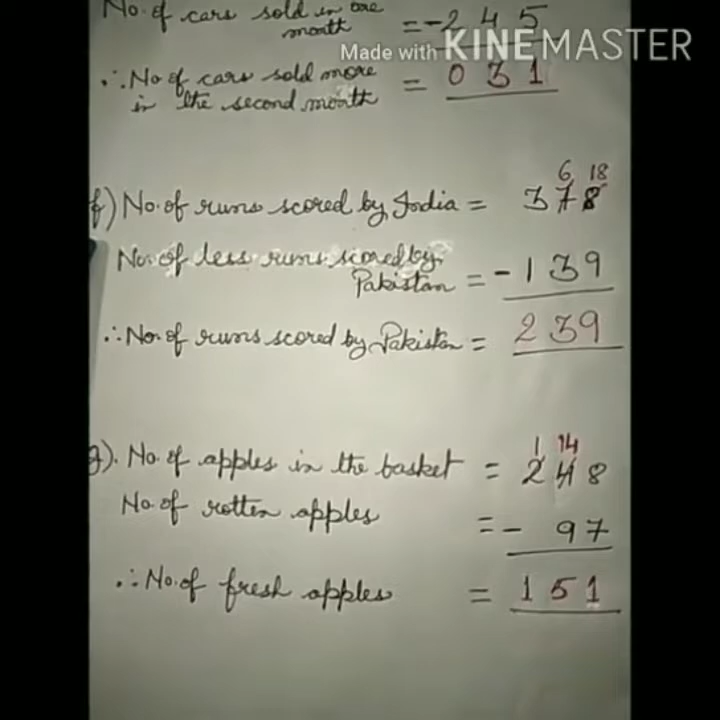 No. of cars sold in one
month = - 2 4 5
Made with KINEMASTER
∴ No of cars sold more
in the second month = 0 3 1
6 18
f) No. of runs scored by India = 3 7 8
No. of less runs scored by
Pakistan = - 1 3 9
∴ No. of runs scored by Pakistan = 2 3 9
1 14
g). No. of apples in the basket = 2 4 8
No. of rotten apples = - 9 7
∴ No. of fresh apples = 1 5 1